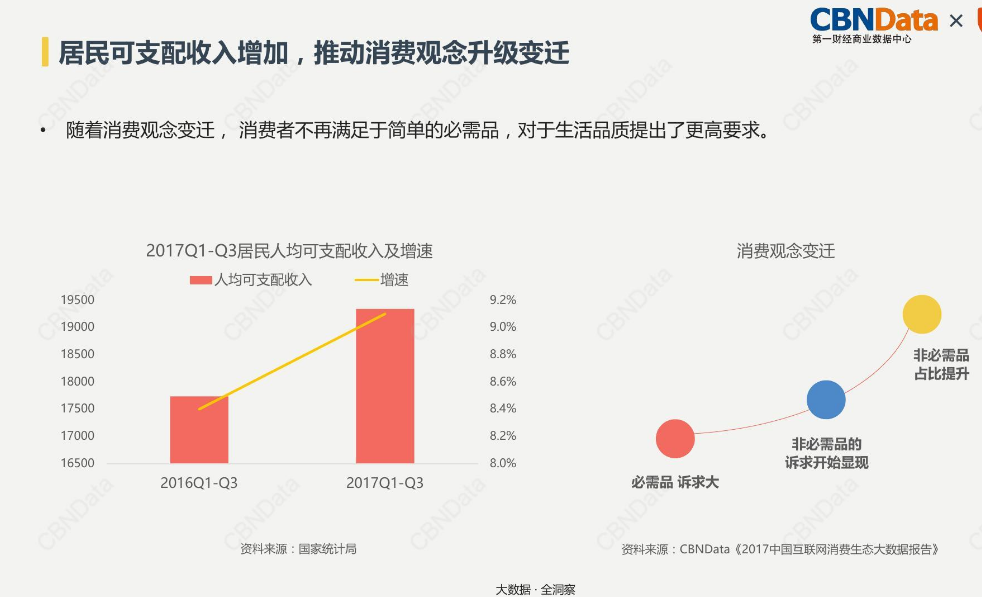 CBNData ×
第一财经商业数据中心
居民可支配收入增加，推动消费观念升级变迁
• 随着消费观念变迁， 消费者不再满足于简单的必需品，对于生活品质提出了更高要求。
2017Q1-Q3居民人均可支配收入及增速
人均可支配收入 增速
19500
19000
18500
18000
17500
17000
16500
9.2%
9.0%
8.8%
8.6%
8.4%
8.2%
8.0%
2016Q1-Q3 2017Q1-Q3
资料来源：国家统计局
消费观念变迁
非必需品
占比提升
非必需品的
诉求开始显现
必需品 诉求大
资料来源：CBNData《2017中国互联网消费生态大数据报告》
大数据 · 全洞察